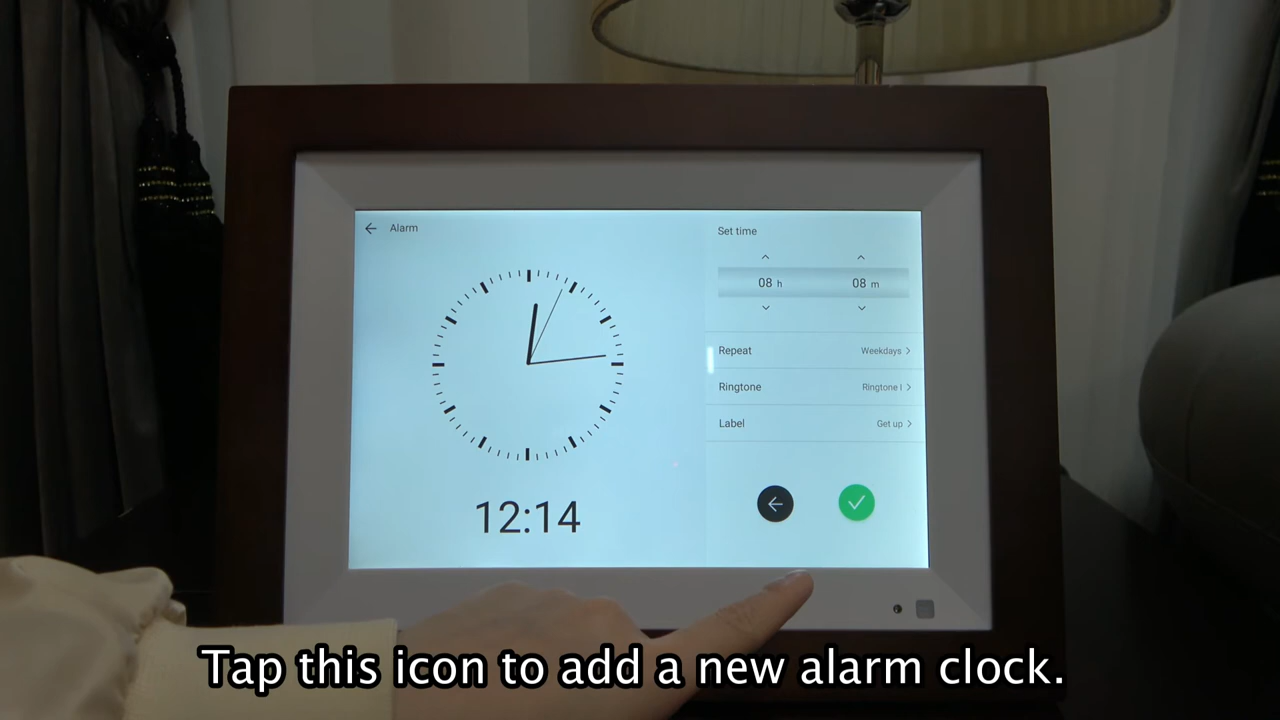 Alarm
12:14
Set time
08 h 08 m
Repeat Weekdays
Ringtone Ringtone I
Label Get up
Tap this icon to add a new alarm clock.